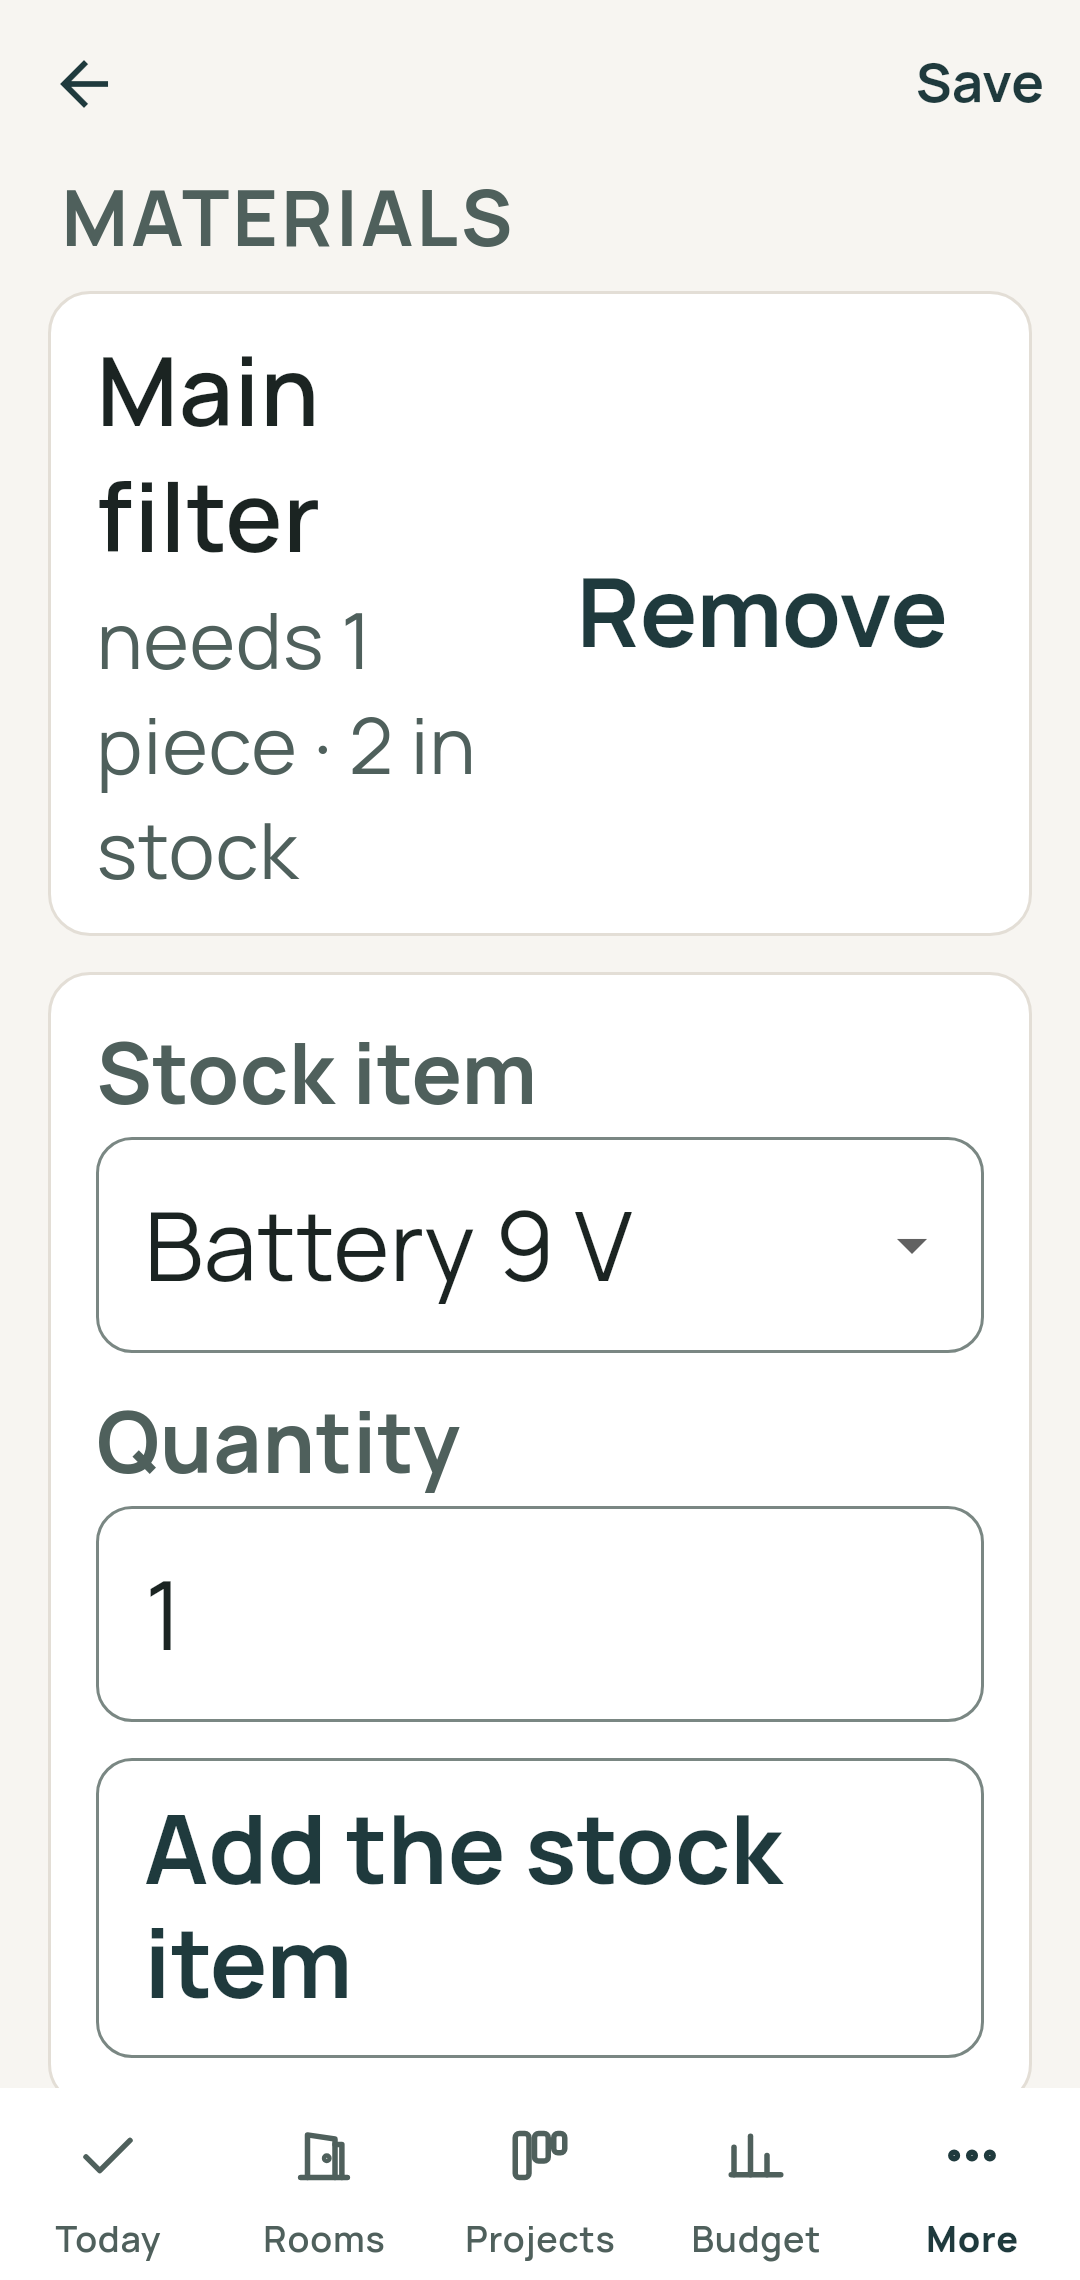 Save
MATERIALS
Main
filter
needs 1
piece · 2 in
stock
Remove
Stock item
Battery 9 V
Quantity
1
Add the stock
item
Today
Rooms
Projects
Budget
More